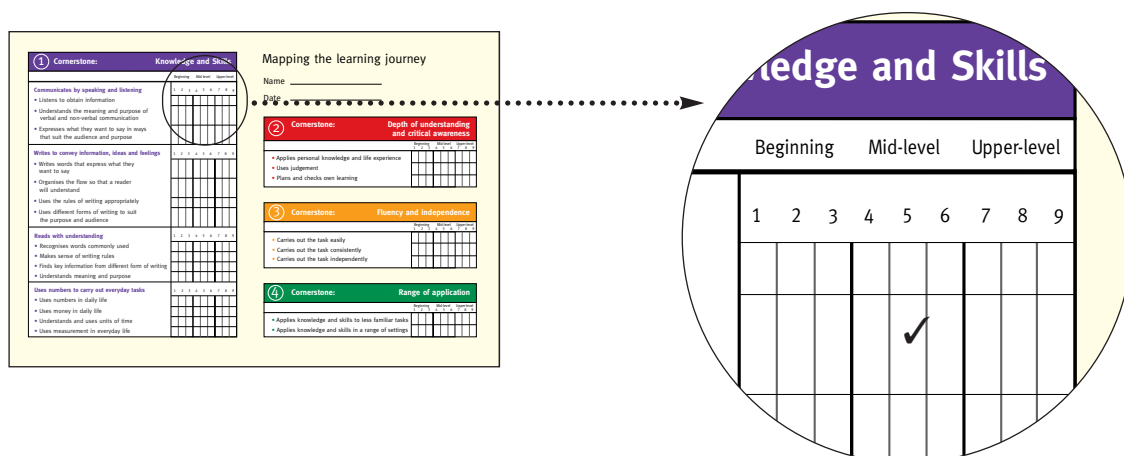 1 Cornerstone: Knowledge and Skills
Beginning Mid level Upper-level
Communicates by speaking and listening 1 2 3 4 5 6 7 8 9
• Listens to obtain information
• Understands the meaning and purpose of
verbal and non-verbal communication
• Expresses what they want to say in ways
that suit the audience and purpose
Writes to convey information, ideas and feelings 1 2 3 4 5 6 7 8 9
• Writes words that express what they
want to say
• Organises the flow so that a reader
will understand
• Uses the rules of writing appropriately
• Uses different forms of writing to suit
the purpose and audience
Reads with understanding 1 2 3 4 5 6 7 8 9
• Recognises words commonly used
• Makes sense of writing rules
• Finds key information from different form of writing
• Understands meaning and purpose
Uses numbers to carry out everyday tasks 1 2 3 4 5 6 7 8 9
• Uses numbers in daily life
• Uses money in daily life
• Understands and uses units of time
• Uses measurement in everyday life
Mapping the learning journey
Name
Date
2 Cornerstone: Depth of understanding
and critical awareness
Beginning Mid level Upper-level
1 2 3 4 5 6 7 8 9
• Applies personal knowledge and life experience
• Uses judgement
• Plans and checks own learning
3 Cornerstone: Fluency and independence
Beginning Mid level Upper-level
1 2 3 4 5 6 7 8 9
• Carries out the task easily
• Carries out the task consistently
• Carries out the task independently
4 Cornerstone: Range of application
Beginning Mid level Upper-level
1 2 3 4 5 6 7 8 9
• Applies knowledge and skills to less familiar tasks
• Applies knowledge and skills in a range of settings
ledge and Skills
Beginning Mid-level Upper-level
1 2 3 4 5 6 7 8 9
✓